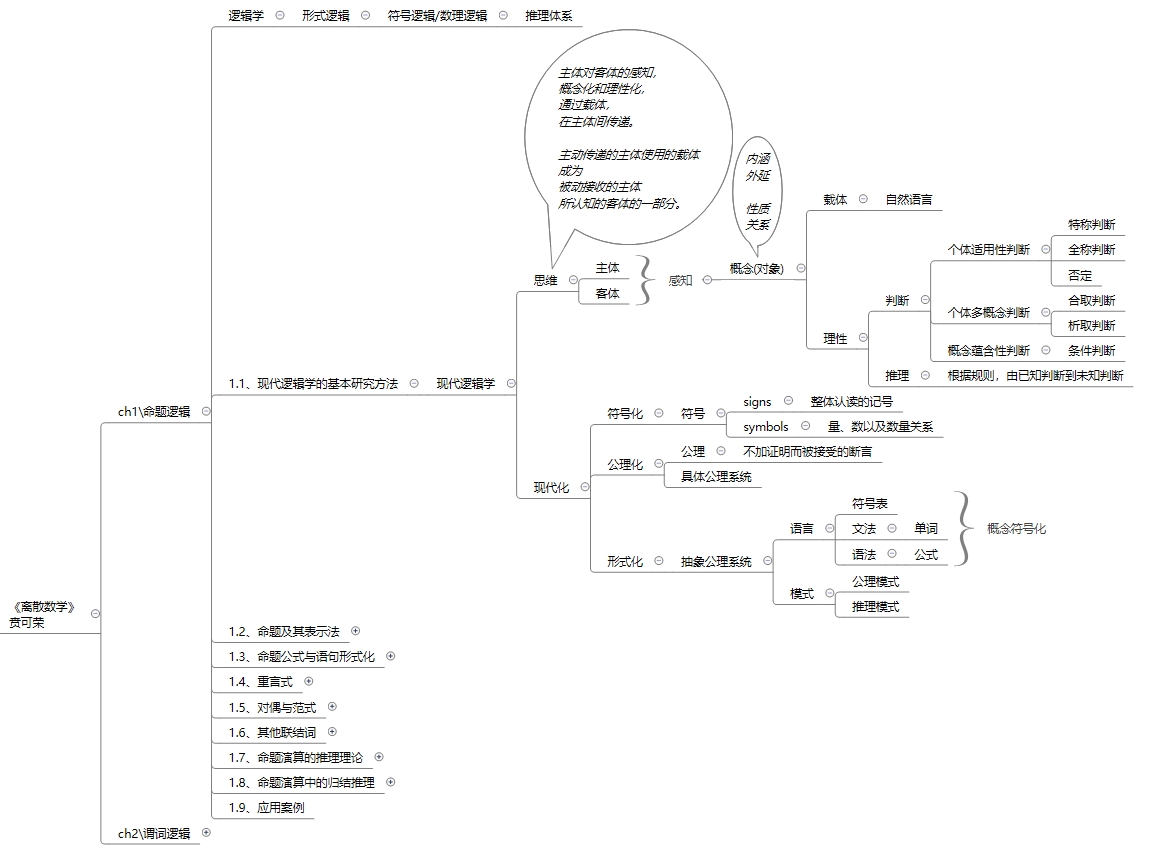 《离散数学》
贲可荣
ch1\命题逻辑
逻辑学
形式逻辑
符号逻辑/数理逻辑
推理体系
1.1、现代逻辑学的基本研究方法
现代逻辑学
思维
主体对客体的感知，
概念化和理性化，
通过载体，
在主体间传递。
主动传递的主体使用的载体
成为
被动接收的主体
所认知的客体的一部分。
主体
客体
感知
概念(对象)
内涵
外延
性质
关系
载体
自然语言
理性
判断
个体适用性判断
特称判断
全称判断
否定
个体多概念判断
合取判断
析取判断
概念蕴含性判断
条件判断
推理
根据规则，由已知判断到未知判断
现代化
符号化
符号
signs
整体认读的记号
symbols
量、数以及数量关系
公理化
公理
不加证明而被接受的断言
具体公理系统
形式化
抽象公理系统
语言
符号表
文法
单词
语法
公式
概念符号化
模式
公理模式
推理模式
1.2、命题及其表示法
1.3、命题公式与语句形式化
1.4、重言式
1.5、对偶与范式
1.6、其他联结词
1.7、命题演算的推理理论
1.8、命题演算中的归结推理
1.9、应用案例
ch2\谓词逻辑